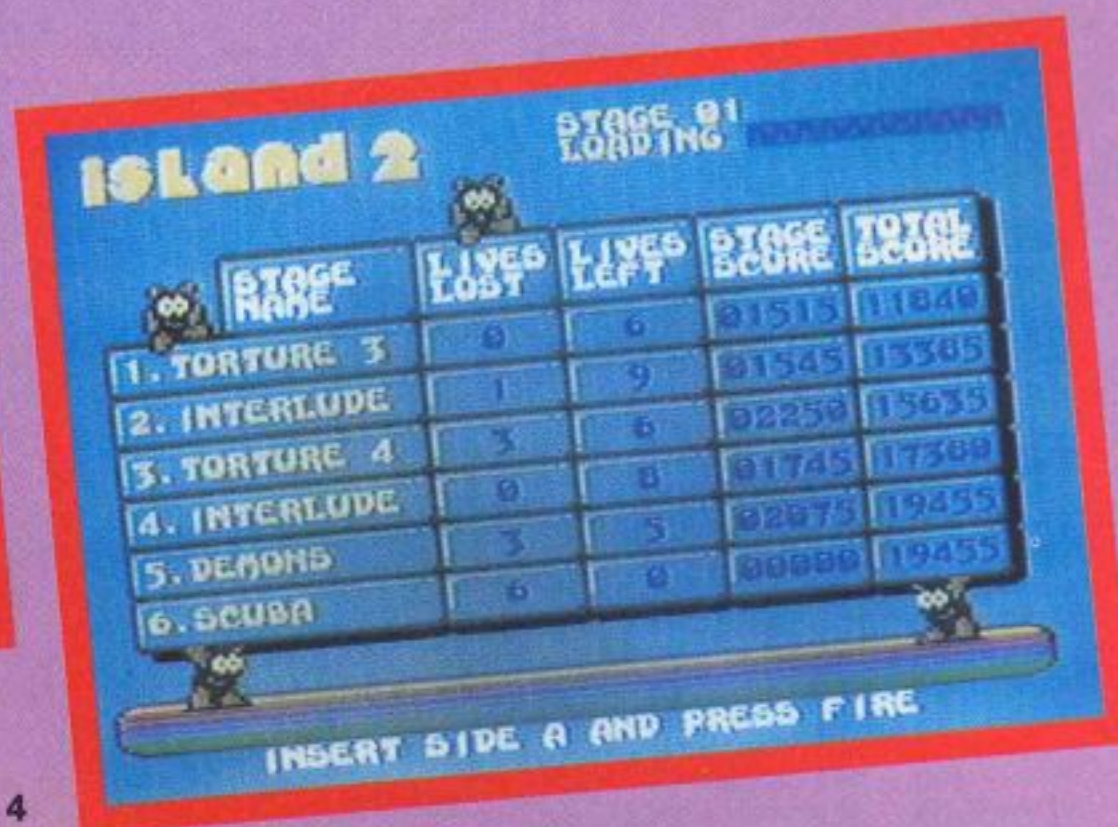 ISLAND 2
STAGE 01
LOADING
STAGE NAME LIVES LOST LIVES LEFT STAGE SCORE TOTAL SCORE
1. TORTURE 3 0 6 01515 11840
2. INTERLUDE 1 9 01545 13385
3. TORTURE 4 3 6 02250 15635
4. INTERLUDE 0 8 01745 17380
5. DEMONS 3 5 02075 19455
6. SCUBA 6 0 00000 19455
INSERT SIDE A AND PRESS FIRE
4